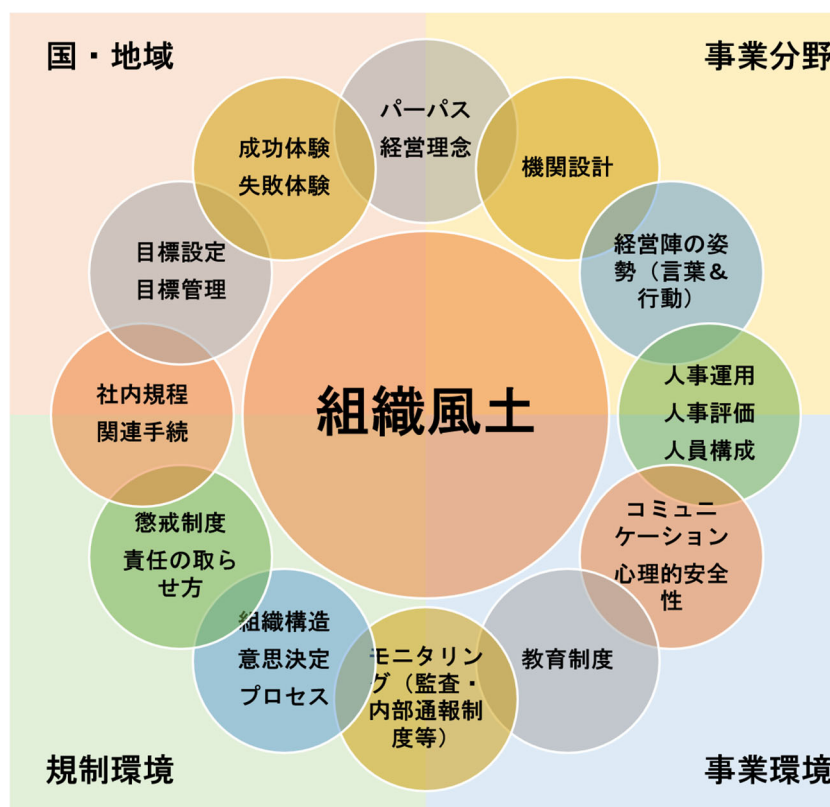 国・地域
事業分野
パーパス
経営理念
機関設計
経営陣の姿
勢（言葉＆
行動）
人事運用
人事評価
人員構成
コミュニ
ケーション
心理的安全
性
教育制度
モニタリン
グ（監査・
内部通報制
度等）
組織構造
意思決定
プロセス
懲戒制度
責任の取ら
せ方
社内規程
関連手続
目標設定
目標管理
成功体験
失敗体験
組織風土
規制環境
事業環境